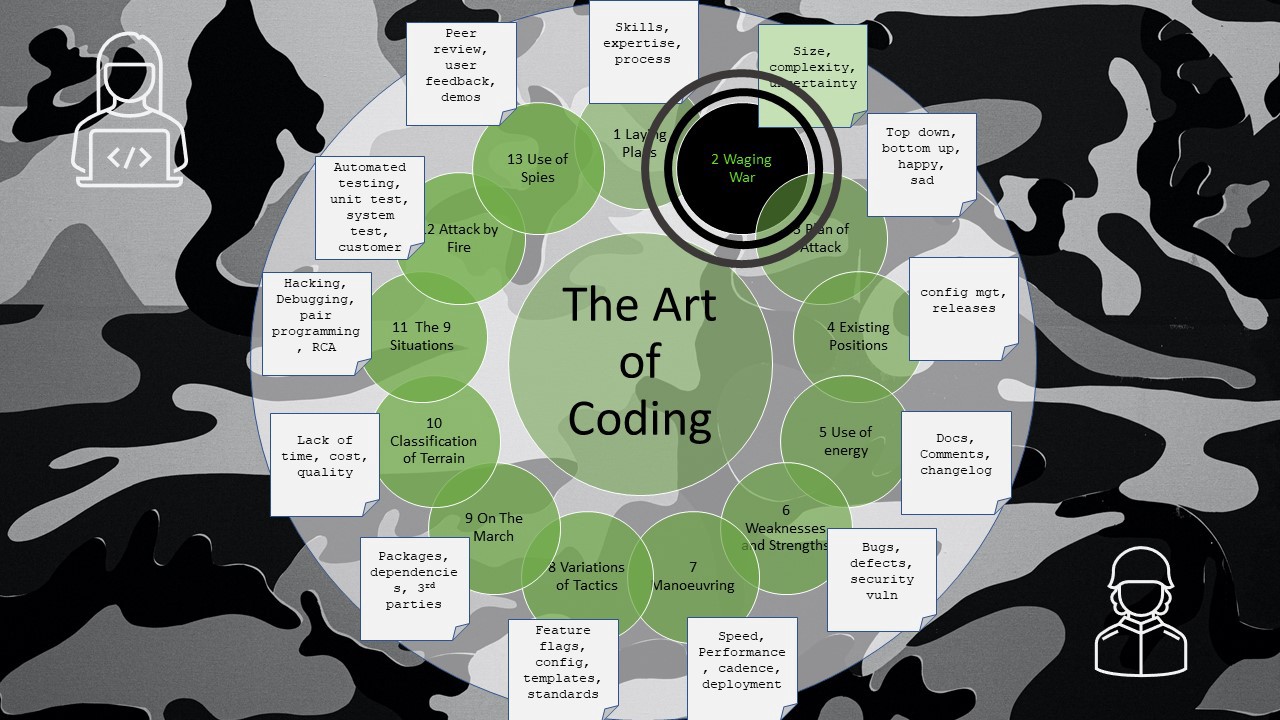 The Art
of
Coding
Skills,
expertise,
process
1 Laying
Plans
Size,
complexity,
uncertainty
2 Waging
War
Top down,
bottom up,
happy,
sad
3 Plan of
Attack
config mgt,
releases
4 Existing
Positions
Docs,
Comments,
changelog
5 Use of
energy
Bugs,
defects,
security
vuln
6
Weaknesses
and Strengths
Speed,
Performance
, cadence,
deployment
7
Manoeuvring
Feature
flags,
config,
templates,
standards
8 Variations
of Tactics
Packages,
dependencie
s, 3rd
parties
9 On The
March
Lack of
time, cost,
quality
10
Classification
of Terrain
Hacking,
Debugging,
pair
programming
, RCA
11 The 9
Situations
Automated
testing,
unit test,
system
test,
customer
12 Attack by
Fire
Peer
review,
user
feedback,
demos
13 Use of
Spies